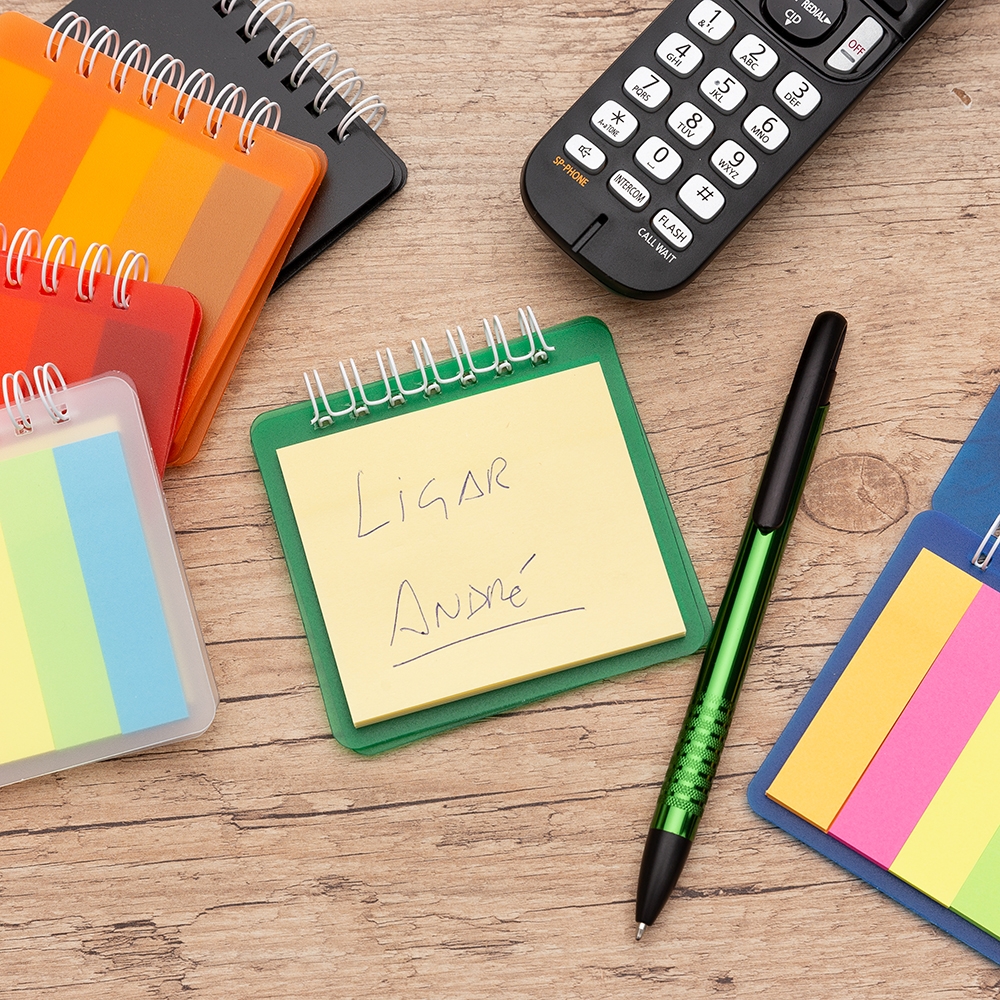 REDIAL
CID
OFF
1
&'(
2
ABC
3
DEF
4
GHI
5
JKL
6
MNO
7
PQRS
8
TUV
9
WXYZ
*
TONE
0
#
SP-PHONE
INTERCOM
FLASH
CALL WAIT
LIGAR
ANDRÉ